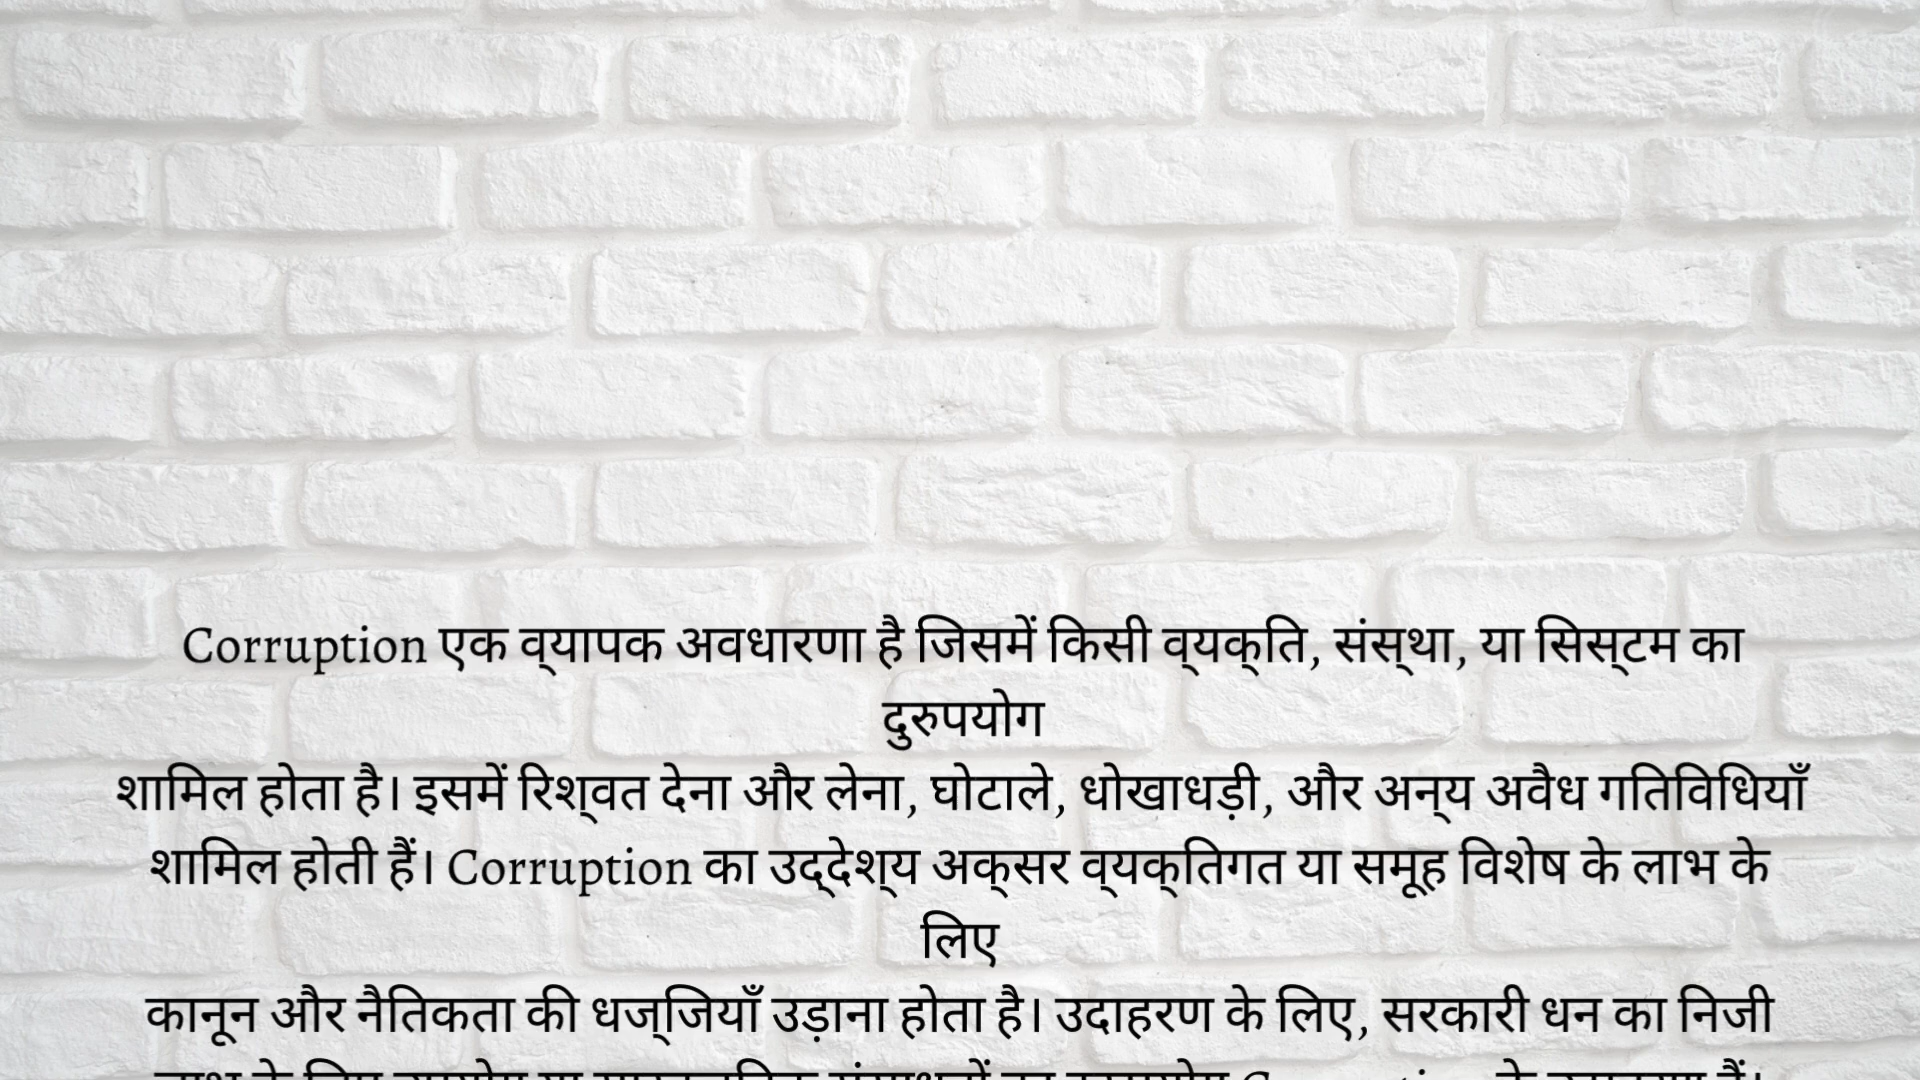 Corruption एक व्यापक अवधारणा है जिसमें किसी व्यक्ति, संस्था, या सिस्टम का
दुरुपयोग
शामिल होता है। इसमें रिश्वत देना और लेना, घोटाले, धोखाधड़ी, और अन्य अवैध गतिविधियाँ
शामिल होती हैं। Corruption का उद्देश्य अक्सर व्यक्तिगत या समूह विशेष के लाभ के
लिए
कानून और नैतिकता की धज्जियाँ उड़ाना होता है। उदाहरण के लिए, सरकारी धन का निजी